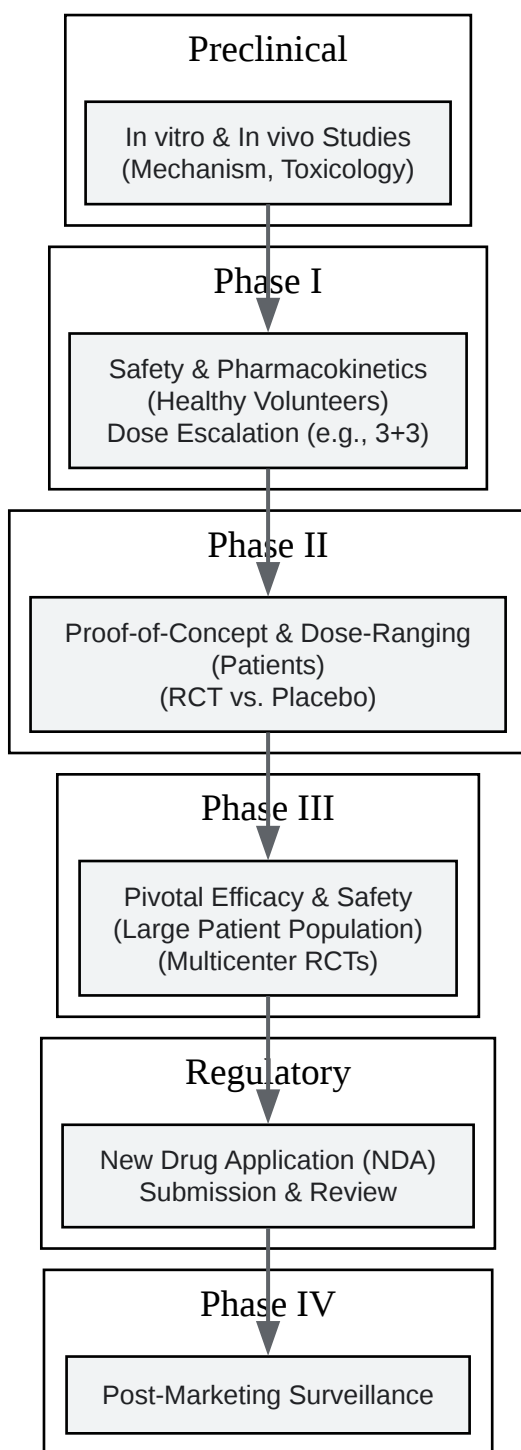 Preclinical
In vitro & In vivo Studies
(Mechanism, Toxicology)
Phase I
Safety & Pharmacokinetics
(Healthy Volunteers)
Dose Escalation (e.g., 3+3)
Phase II
Proof-of-Concept & Dose-Ranging
(Patients)
(RCT vs. Placebo)
Phase III
Pivotal Efficacy & Safety
(Large Patient Population)
(Multicenter RCTs)
Regulatory
New Drug Application (NDA)
Submission & Review
Phase IV
Post-Marketing Surveillance